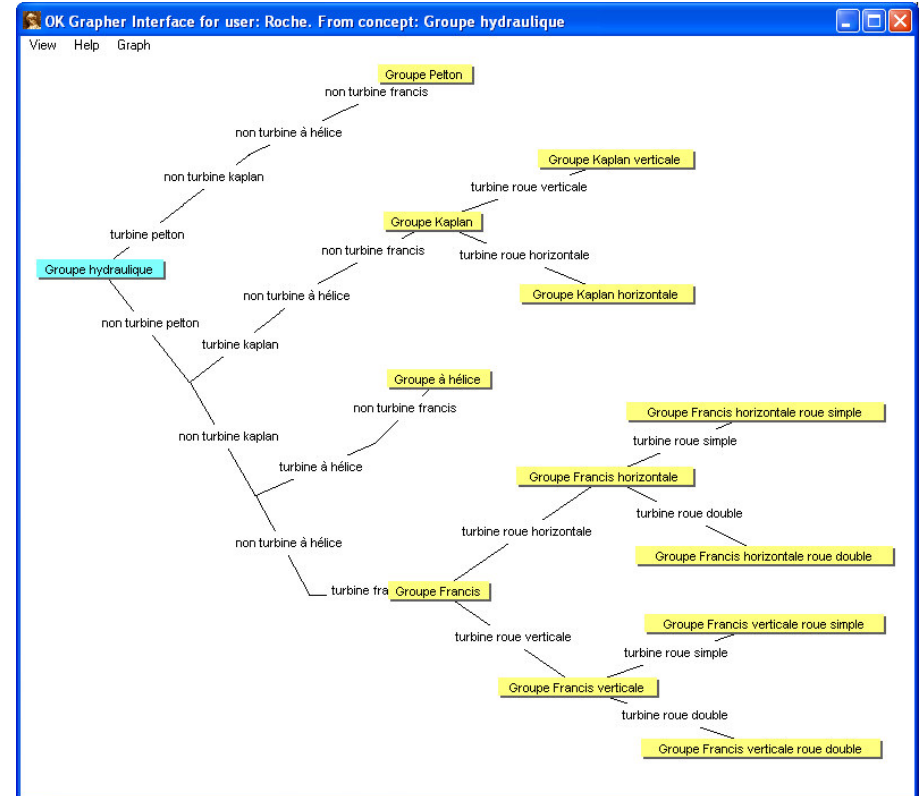 OK Grapher Interface for user: Roche. From concept: Groupe hydraulique
View Help Graph
Groupe Pelton
non turbine francis
non turbine à hélice
Groupe Kaplan verticale
non turbine kaplan
turbine roue verticale
Groupe Kaplan
turbine pelton
non turbine francis
turbine roue horizontale
Groupe hydraulique
non turbine à hélice
Groupe Kaplan horizontale
non turbine pelton
turbine kaplan
Groupe à hélice
non turbine francis
Groupe Francis horizontale roue simple
non turbine kaplan
turbine roue simple
turbine à hélice
Groupe Francis horizontale
turbine roue double
turbine roue horizontale
non turbine à hélice
Groupe Francis horizontale roue double
turbine fra
Groupe Francis
Groupe Francis verticale roue simple
turbine roue verticale
turbine roue simple
Groupe Francis verticale
turbine roue double
Groupe Francis verticale roue double